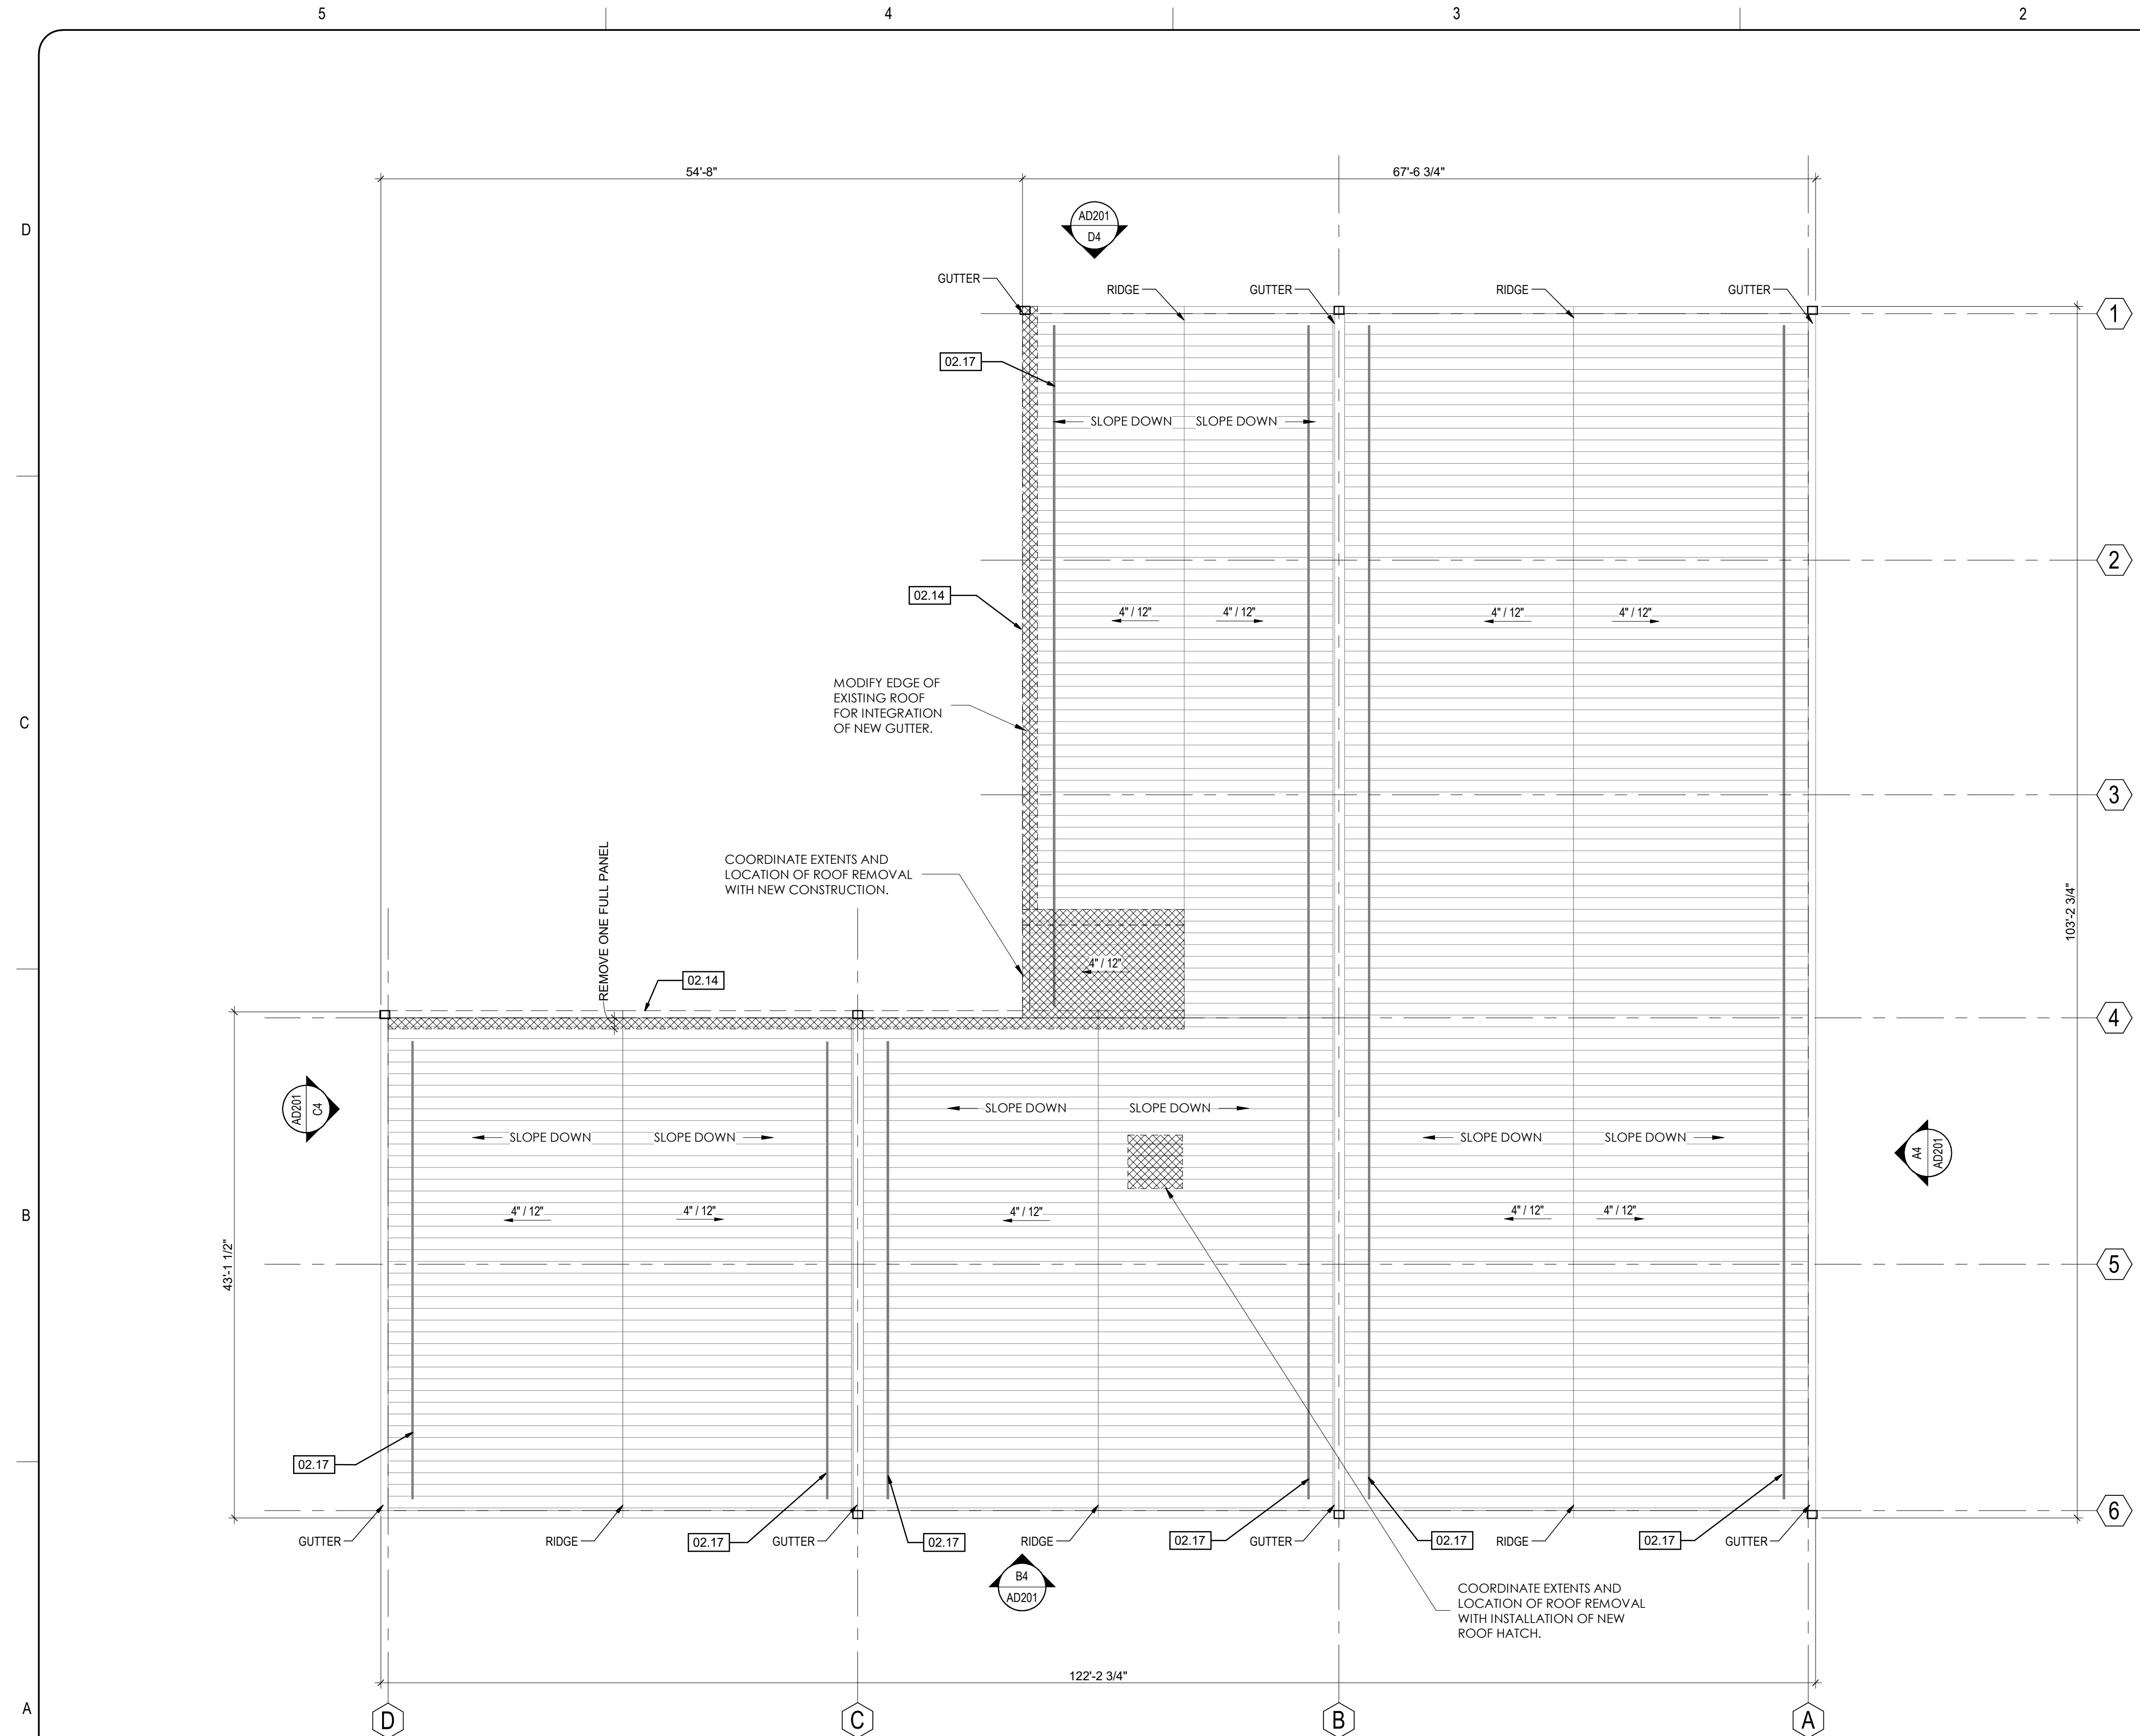 5 4 3 2
54'-8" 67'-6 3/4"
D
AD201
D4
GUTTER
RIDGE
GUTTER
RIDGE
GUTTER
1
02.17
SLOPE DOWN SLOPE DOWN
2
02.14
4" / 12" 4" / 12" 4" / 12" 4" / 12"
MODIFY EDGE OF
EXISTING ROOF
FOR INTEGRATION
OF NEW GUTTER.
C
3
COORDINATE EXTENTS AND
LOCATION OF ROOF REMOVAL
WITH NEW CONSTRUCTION.
REMOVE ONE FULL PANEL
103'-2 3/4"
4" / 12"
02.14
4
AD201
C4
SLOPE DOWN SLOPE DOWN
SLOPE DOWN SLOPE DOWN
SLOPE DOWN SLOPE DOWN
A4
AD201
B
4" / 12" 4" / 12" 4" / 12" 4" / 12" 4" / 12"
43'-1 1/2"
5
02.17
6
GUTTER
RIDGE
02.17
GUTTER
02.17
RIDGE
02.17
GUTTER
02.17
RIDGE
02.17
GUTTER
B4
AD201
COORDINATE EXTENTS AND
LOCATION OF ROOF REMOVAL
WITH INSTALLATION OF NEW
ROOF HATCH.
122'-2 3/4"
A
D C B A